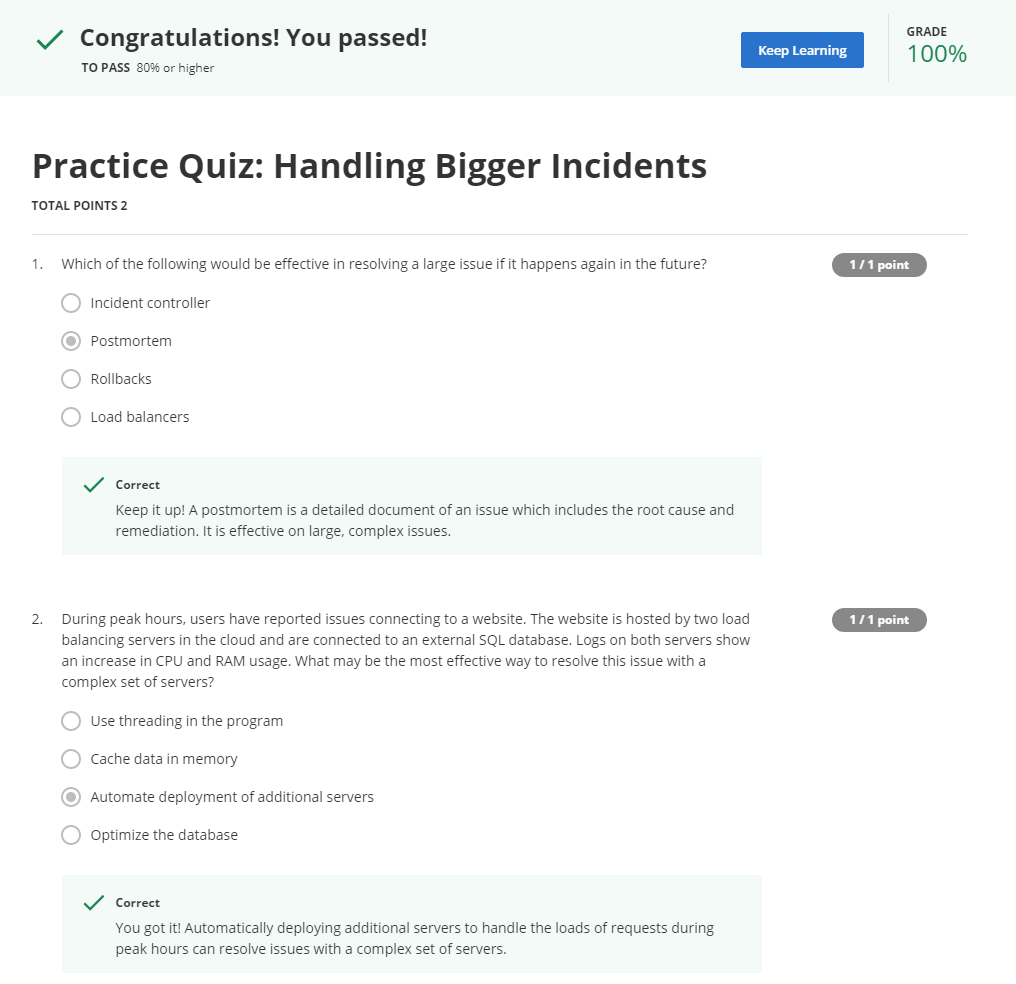 Congratulations! You passed!
TO PASS 80% or higher
Keep Learning
GRADE
100%
Practice Quiz: Handling Bigger Incidents
TOTAL POINTS 2
1. Which of the following would be effective in resolving a large issue if it happens again in the future?
1 / 1 point
Incident controller
Postmortem
Rollbacks
Load balancers
Correct
Keep it up! A postmortem is a detailed document of an issue which includes the root cause and
remediation. It is effective on large, complex issues.
2. During peak hours, users have reported issues connecting to a website. The website is hosted by two load
1 / 1 point
balancing servers in the cloud and are connected to an external SQL database. Logs on both servers show
an increase in CPU and RAM usage. What may be the most effective way to resolve this issue with a
complex set of servers?
Use threading in the program
Cache data in memory
Automate deployment of additional servers
Optimize the database
Correct
You got it! Automatically deploying additional servers to handle the loads of requests during
peak hours can resolve issues with a complex set of servers.